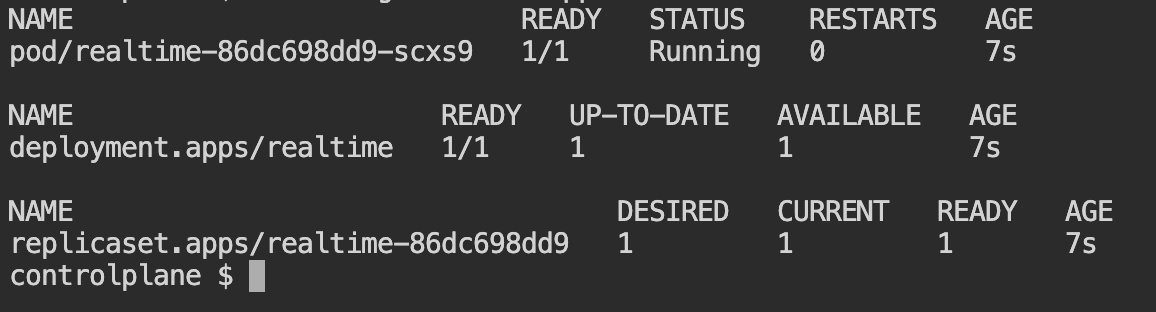 NAME READY STATUS RESTARTS AGE
pod/realtime-86dc698dd9-scxs9 1/1 Running 0 7s
NAME READY UP-TO-DATE AVAILABLE AGE
deployment.apps/realtime 1/1 1 1 7s
NAME DESIRED CURRENT READY AGE
replicaset.apps/realtime-86dc698dd9 1 1 1 7s
controlplane $